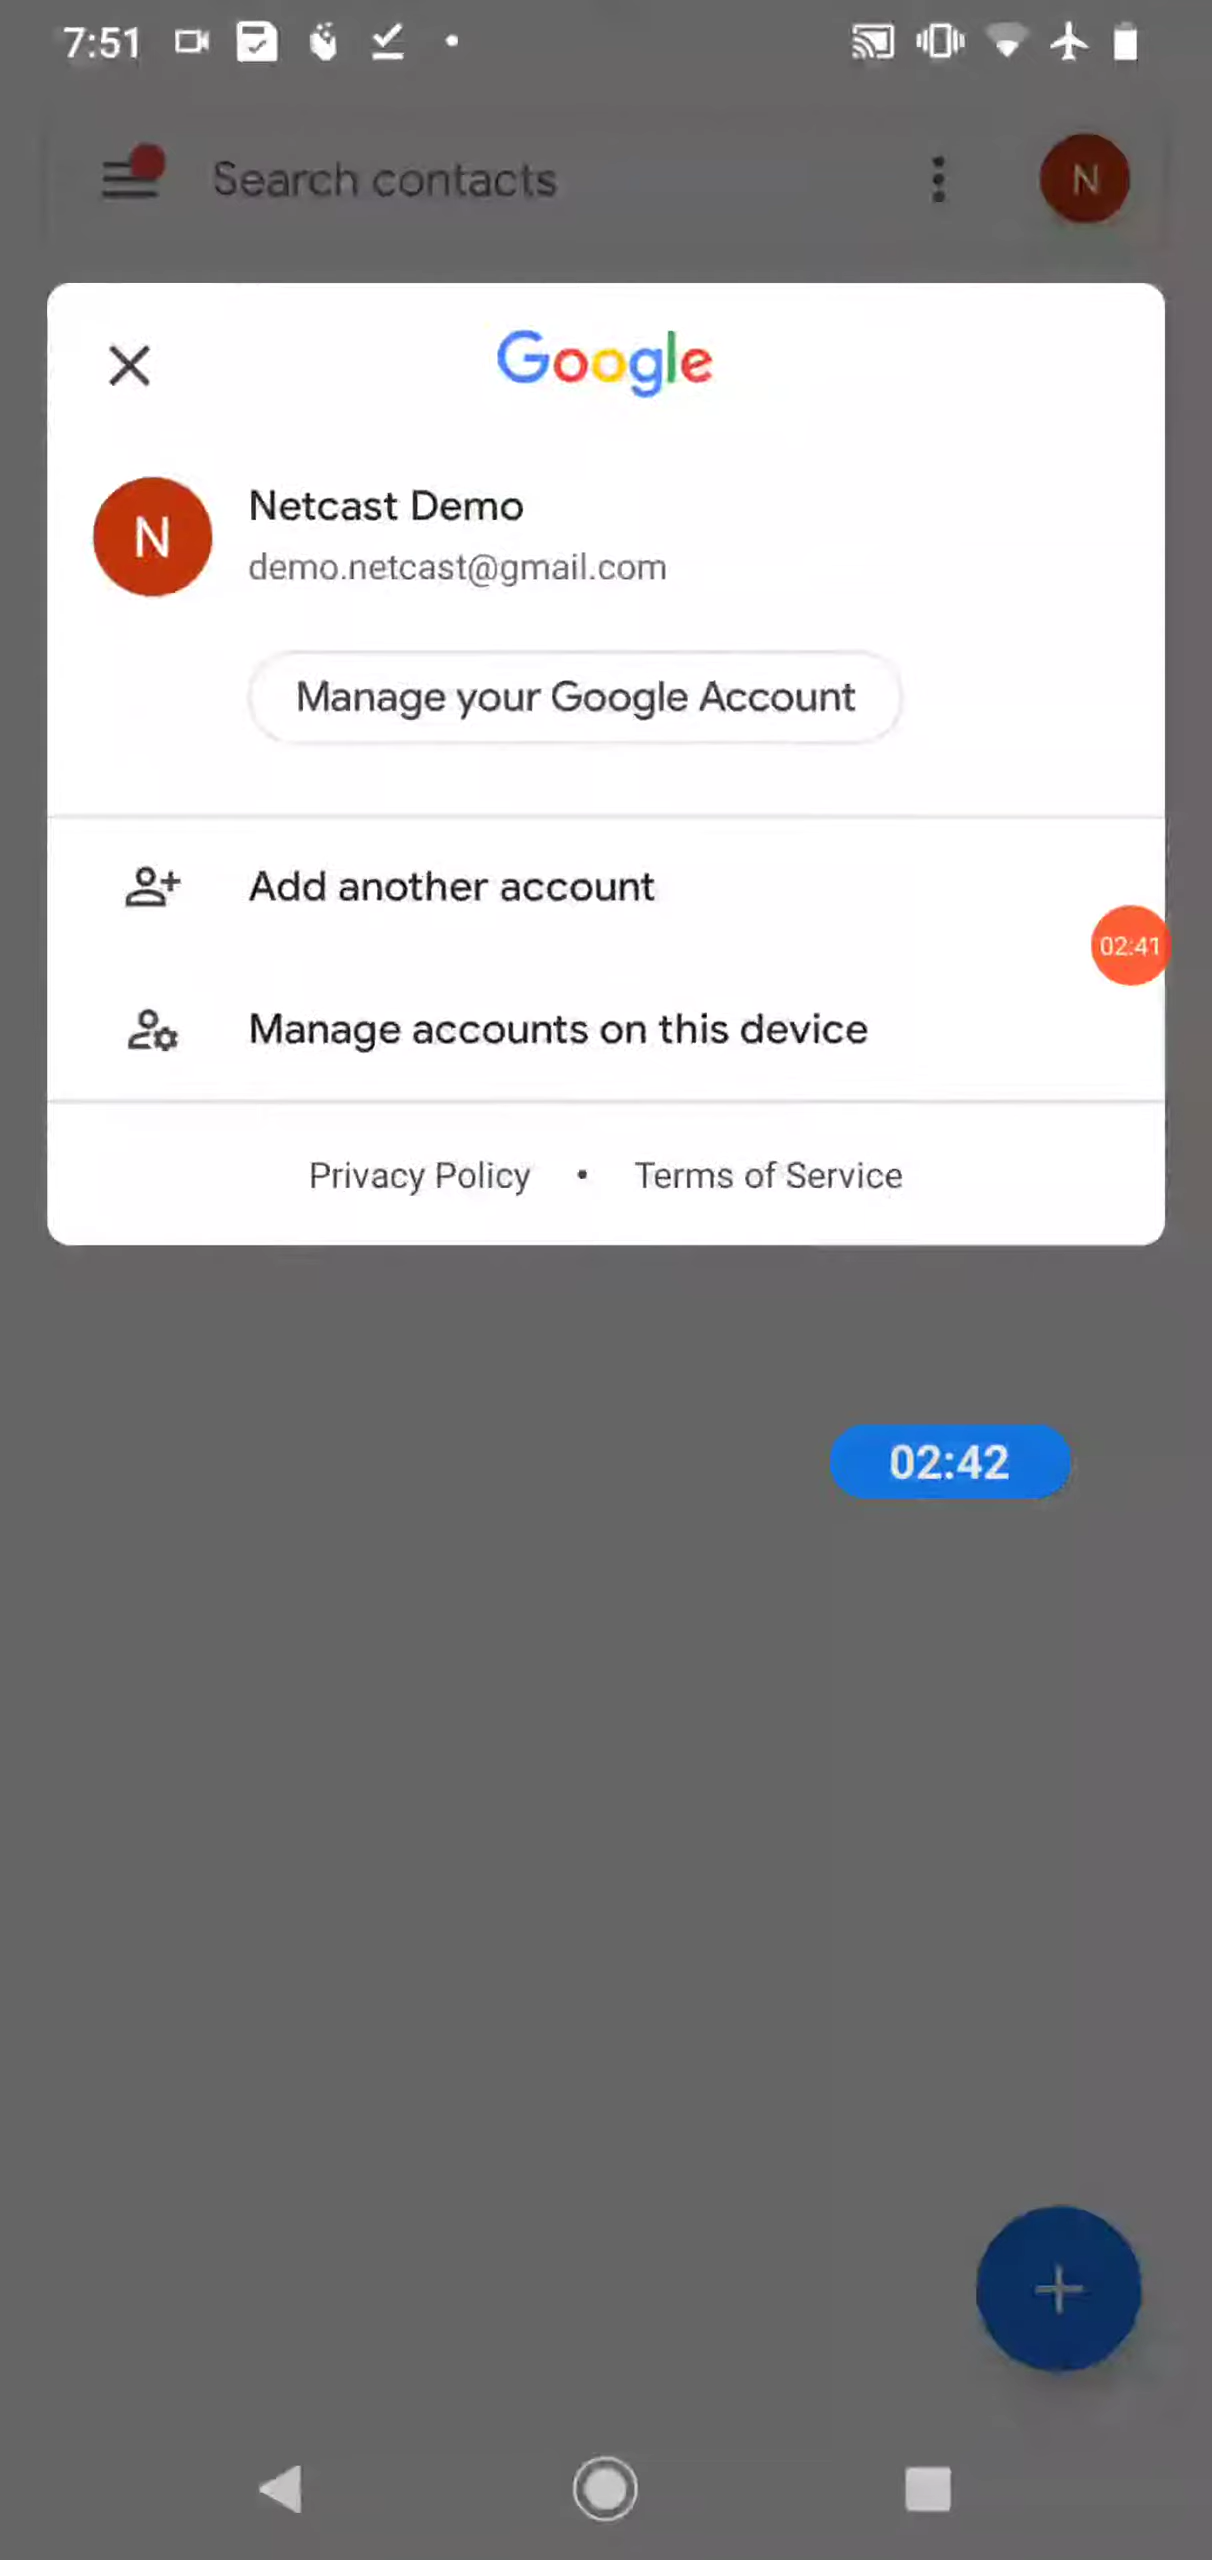 7:51
Search contacts
N
Google
N
Netcast Demo
demo.netcast@gmail.com
Manage your Google Account
Add another account
02:41
Manage accounts on this device
Privacy Policy • Terms of Service
02:42